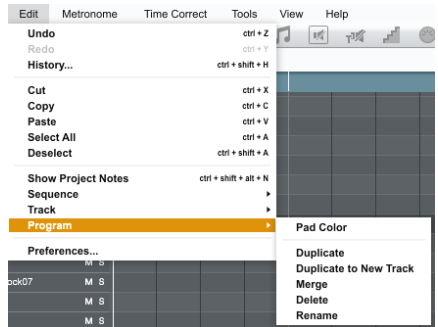 Edit Metronome Time Correct Tools View Help
Undo ctrl + Z
Redo ctrl + Y
History... ctrl + shift + H
Cut ctrl + X
Copy ctrl + C
Paste ctrl + V
Select All ctrl + A
Deselect ctrl + shift + A
Show Project Notes ctrl + shift + alt + N
Sequence
Track
Program
Pad Color
Duplicate
Duplicate to New Track
Merge
Delete
Rename
Preferences...
M S
ock07 M S
M S